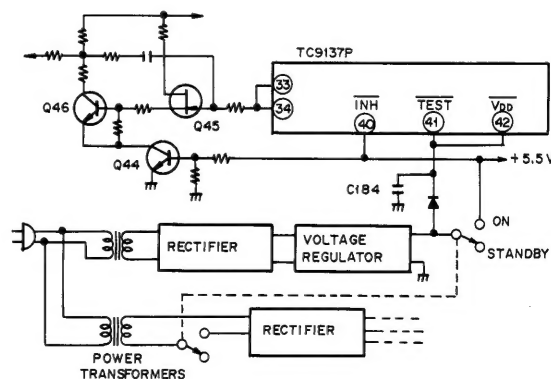 TC9137P
33
34
INH
40
TEST
41
VDD
42
Q46
Q45
Q44
+5.5V
C184
ON
STANDBY
RECTIFIER
VOLTAGE
REGULATOR
RECTIFIER
POWER
TRANSFORMERS